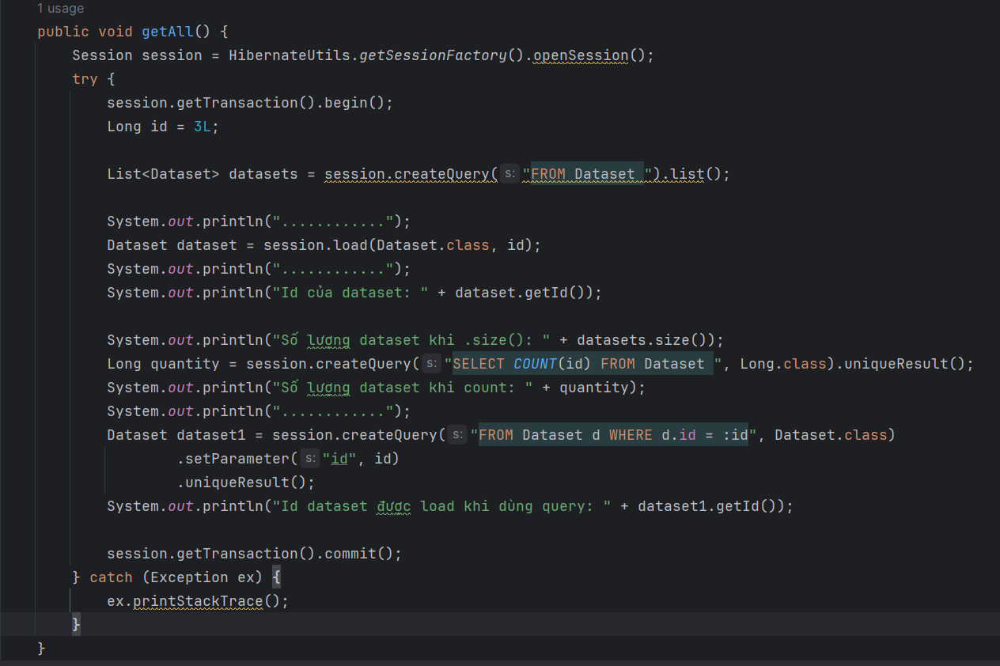 1 usage
public void getAll() {
Session session = HibernateUtils.getSessionFactory().openSession();
try {
session.getTransaction().begin();
Long id = 3L;
List<Dataset> datasets = session.createQuery( s: "FROM Dataset ").list();
System.out.println("............");
Dataset dataset = session.load(Dataset.class, id);
System.out.println("............");
System.out.println("Id của dataset: " + dataset.getId());
System.out.println("Số lượng dataset khi .size(): " + datasets.size());
Long quantity = session.createQuery( s: "SELECT COUNT(id) FROM Dataset ", Long.class).uniqueResult();
System.out.println("Số lượng dataset khi count: " + quantity);
System.out.println("............");
Dataset dataset1 = session.createQuery( s: "FROM Dataset d WHERE d.id = :id", Dataset.class)
.setParameter( s: "id", id)
.uniqueResult();
System.out.println("Id dataset được load khi dùng query: " + dataset1.getId());
session.getTransaction().commit();
} catch (Exception ex) {
ex.printStackTrace();
}
}